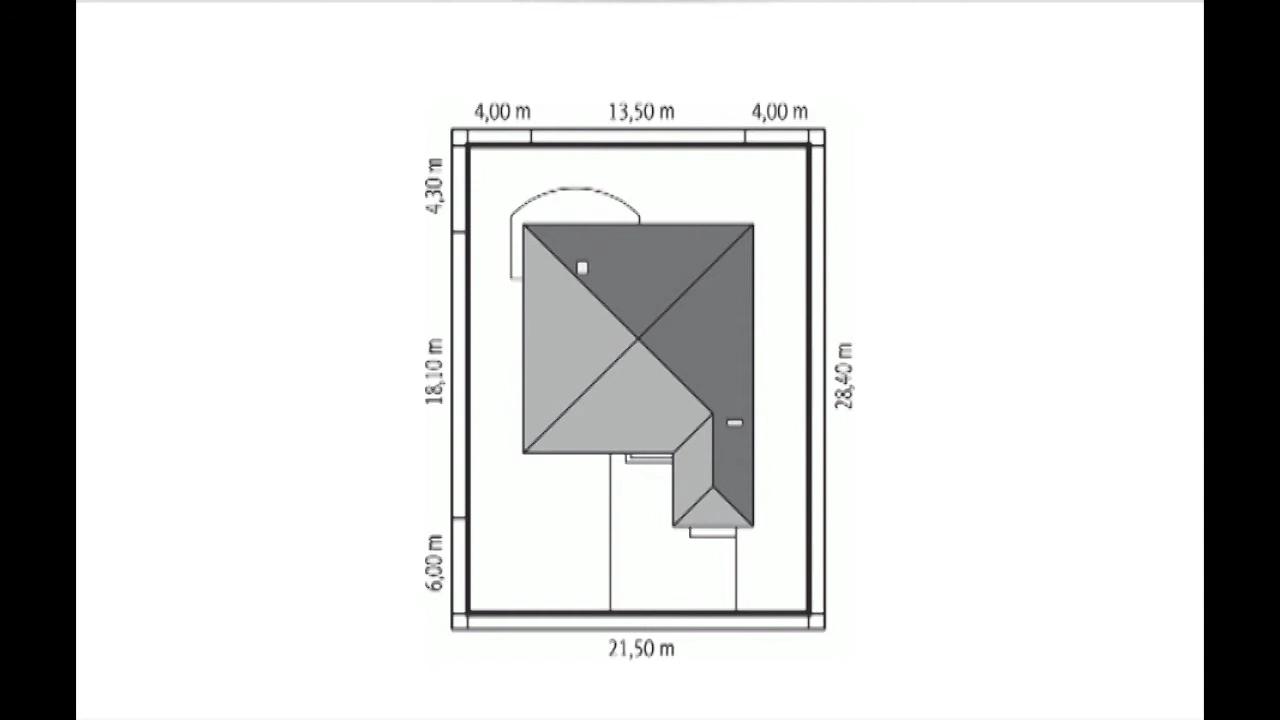 4,00 m 13,50 m 4,00 m
4,30 m
18,10 m
28,40 m
6,00 m
21,50 m